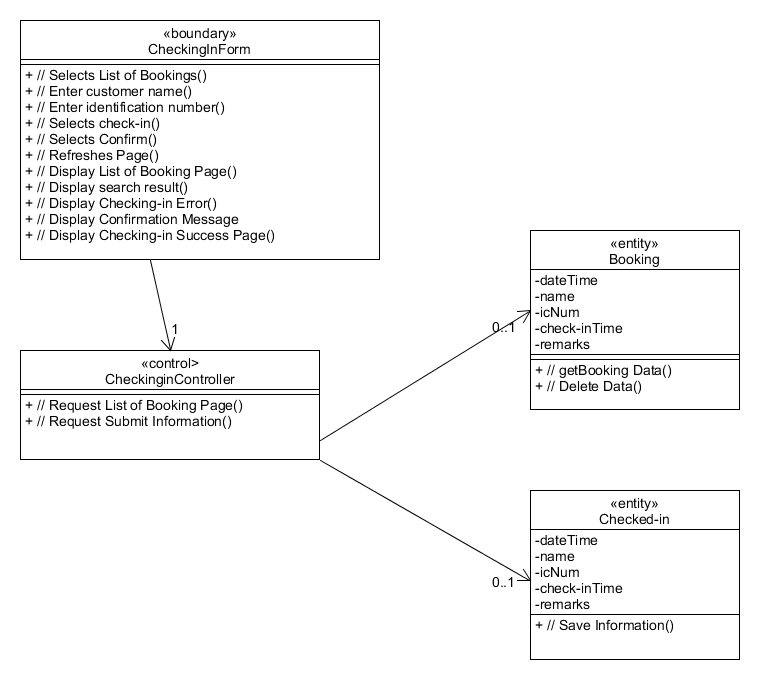 «boundary»
CheckingInForm
+ // Selects List of Bookings()
+ // Enter customer name()
+ // Enter identification number()
+ // Selects check-in()
+ // Selects Confirm()
+ // Refreshes Page()
+ // Display List of Booking Page()
+ // Display search result()
+ // Display Checking-in Error()
+ // Display Confirmation Message
+ // Display Checking-in Success Page()
1
«control>
CheckinginController
+ // Request List of Booking Page()
+ // Request Submit Information()
0..1
«entity»
Booking
-dateTime
-name
-icNum
-check-inTime
-remarks
+ // getBooking Data()
+ // Delete Data()
0..1
«entity»
Checked-in
-dateTime
-name
-icNum
-check-inTime
-remarks
+ // Save Information()